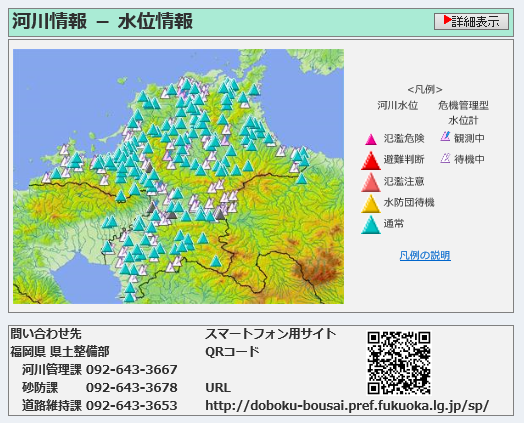 河川情報 − 水位情報
詳細表示
<凡例>
河川水位 危機管理型
水位計
氾濫危険 観測中
避難判断 待機中
氾濫注意
水防団待機
通常
凡例の説明
問い合わせ先 スマートフォン用サイト
福岡県 県土整備部 QRコード
河川管理課 092-643-3667
砂防課 092-643-3678 URL
道路維持課 092-643-3653 http://doboku-bousai.pref.fukuoka.lg.jp/sp/